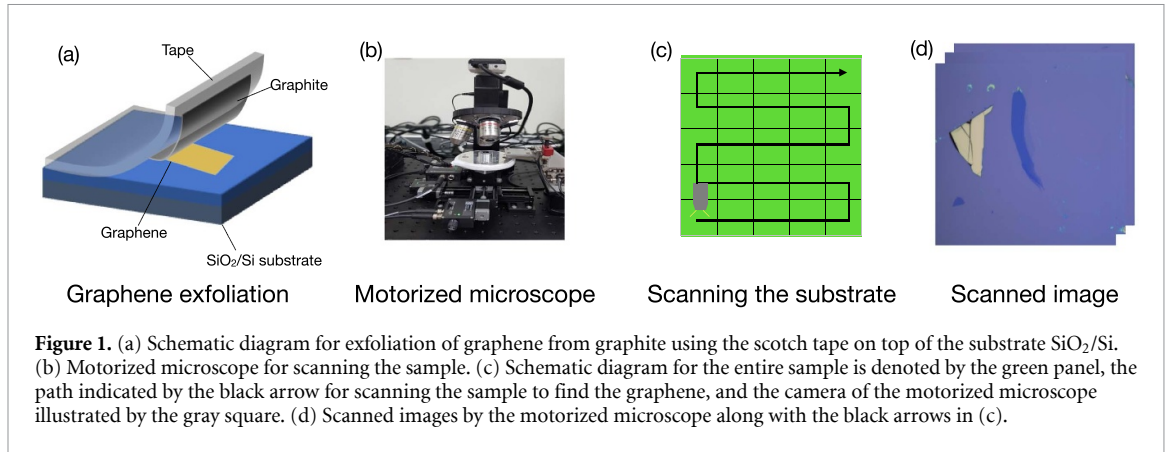 (a)
Tape
Graphite
Graphene
SiO₂/Si substrate
Graphene exfoliation
(b)
Motorized microscope
(c)
Scanning the substrate
(d)
Scanned image
Figure 1. (a) Schematic diagram for exfoliation of graphene from graphite using the scotch tape on top of the substrate SiO₂/Si.
(b) Motorized microscope for scanning the sample. (c) Schematic diagram for the entire sample is denoted by the green panel, the
path indicated by the black arrow for scanning the sample to find the graphene, and the camera of the motorized microscope
illustrated by the gray square. (d) Scanned images by the motorized microscope along with the black arrows in (c).